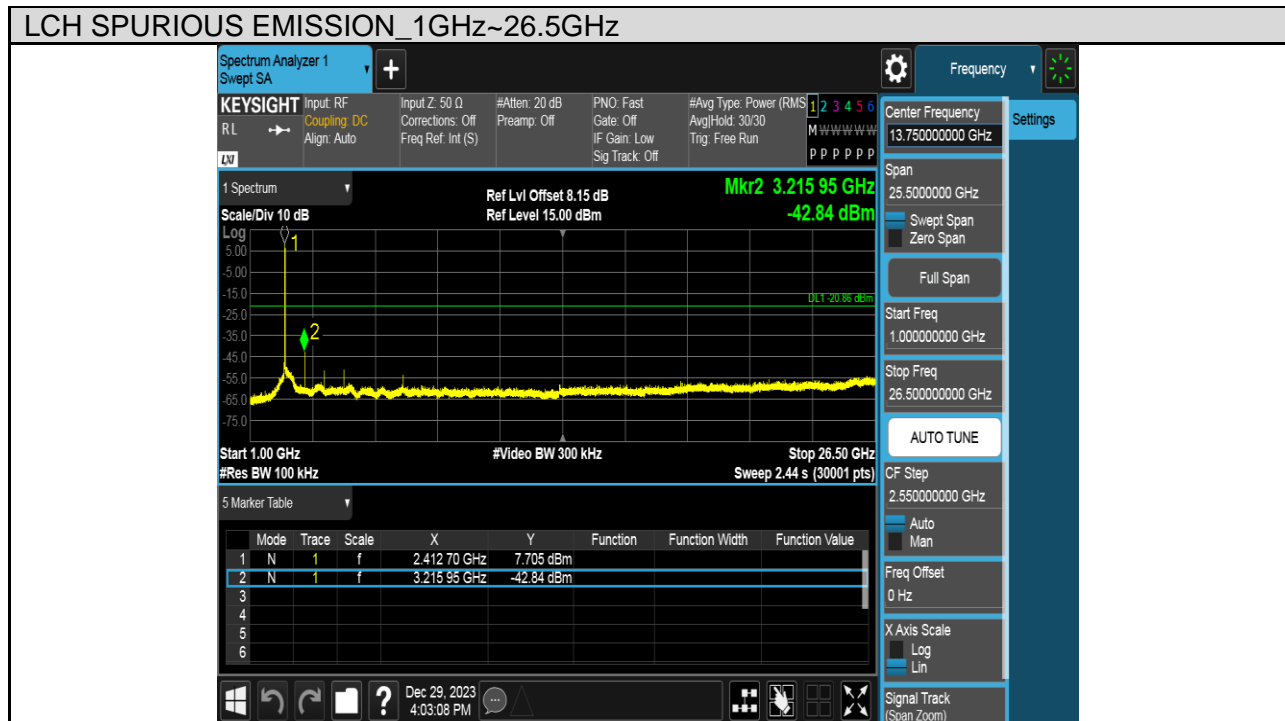 LCH SPURIOUS EMISSION_1GHz~26.5GHz
Spectrum Analyzer 1
Swept SA
+
Frequency
KEYSIGHT
RL
LXI
Input: RF
Coupling: DC
Align: Auto
Input Z: 50 Ω
Corrections: Off
Freq Ref: Int (S)
#Atten: 20 dB
Preamp: Off
PNO: Fast
Gate: Off
IF Gain: Low
Sig Track: Off
#Avg Type: Power (RMS
Avg|Hold: 30/30
Trig: Free Run
1 2 3 4 5 6
M W W W W W
P P P P P P
Center Frequency
13.750000000 GHz
Settings
Span
25.5000000 GHz
Swept Span
Zero Span
Full Span
Start Freq
1.000000000 GHz
Stop Freq
26.500000000 GHz
AUTO TUNE
CF Step
2.550000000 GHz
Auto
Man
Freq Offset
0 Hz
X Axis Scale
Log
Lin
Signal Track
(Span Zoom)
1 Spectrum
Ref Lvl Offset 8.15 dB
Mkr2 3.215 95 GHz
Scale/Div 10 dB
Ref Level 15.00 dBm
-42.84 dBm
Log
1
5.00
-5.00
-15.0
DL1 -20.86 dBm
-25.0
2
-35.0
-45.0
-55.0
-65.0
-75.0
Start 1.00 GHz
#Video BW 300 kHz
Stop 26.50 GHz
#Res BW 100 kHz
Sweep 2.44 s (30001 pts)
5 Marker Table
Mode Trace Scale X Y Function Function Width Function Value
1 N 1 f 2.412 70 GHz 7.705 dBm
2 N 1 f 3.215 95 GHz -42.84 dBm
3
4
5
6
?
Dec 29, 2023
4:03:08 PM